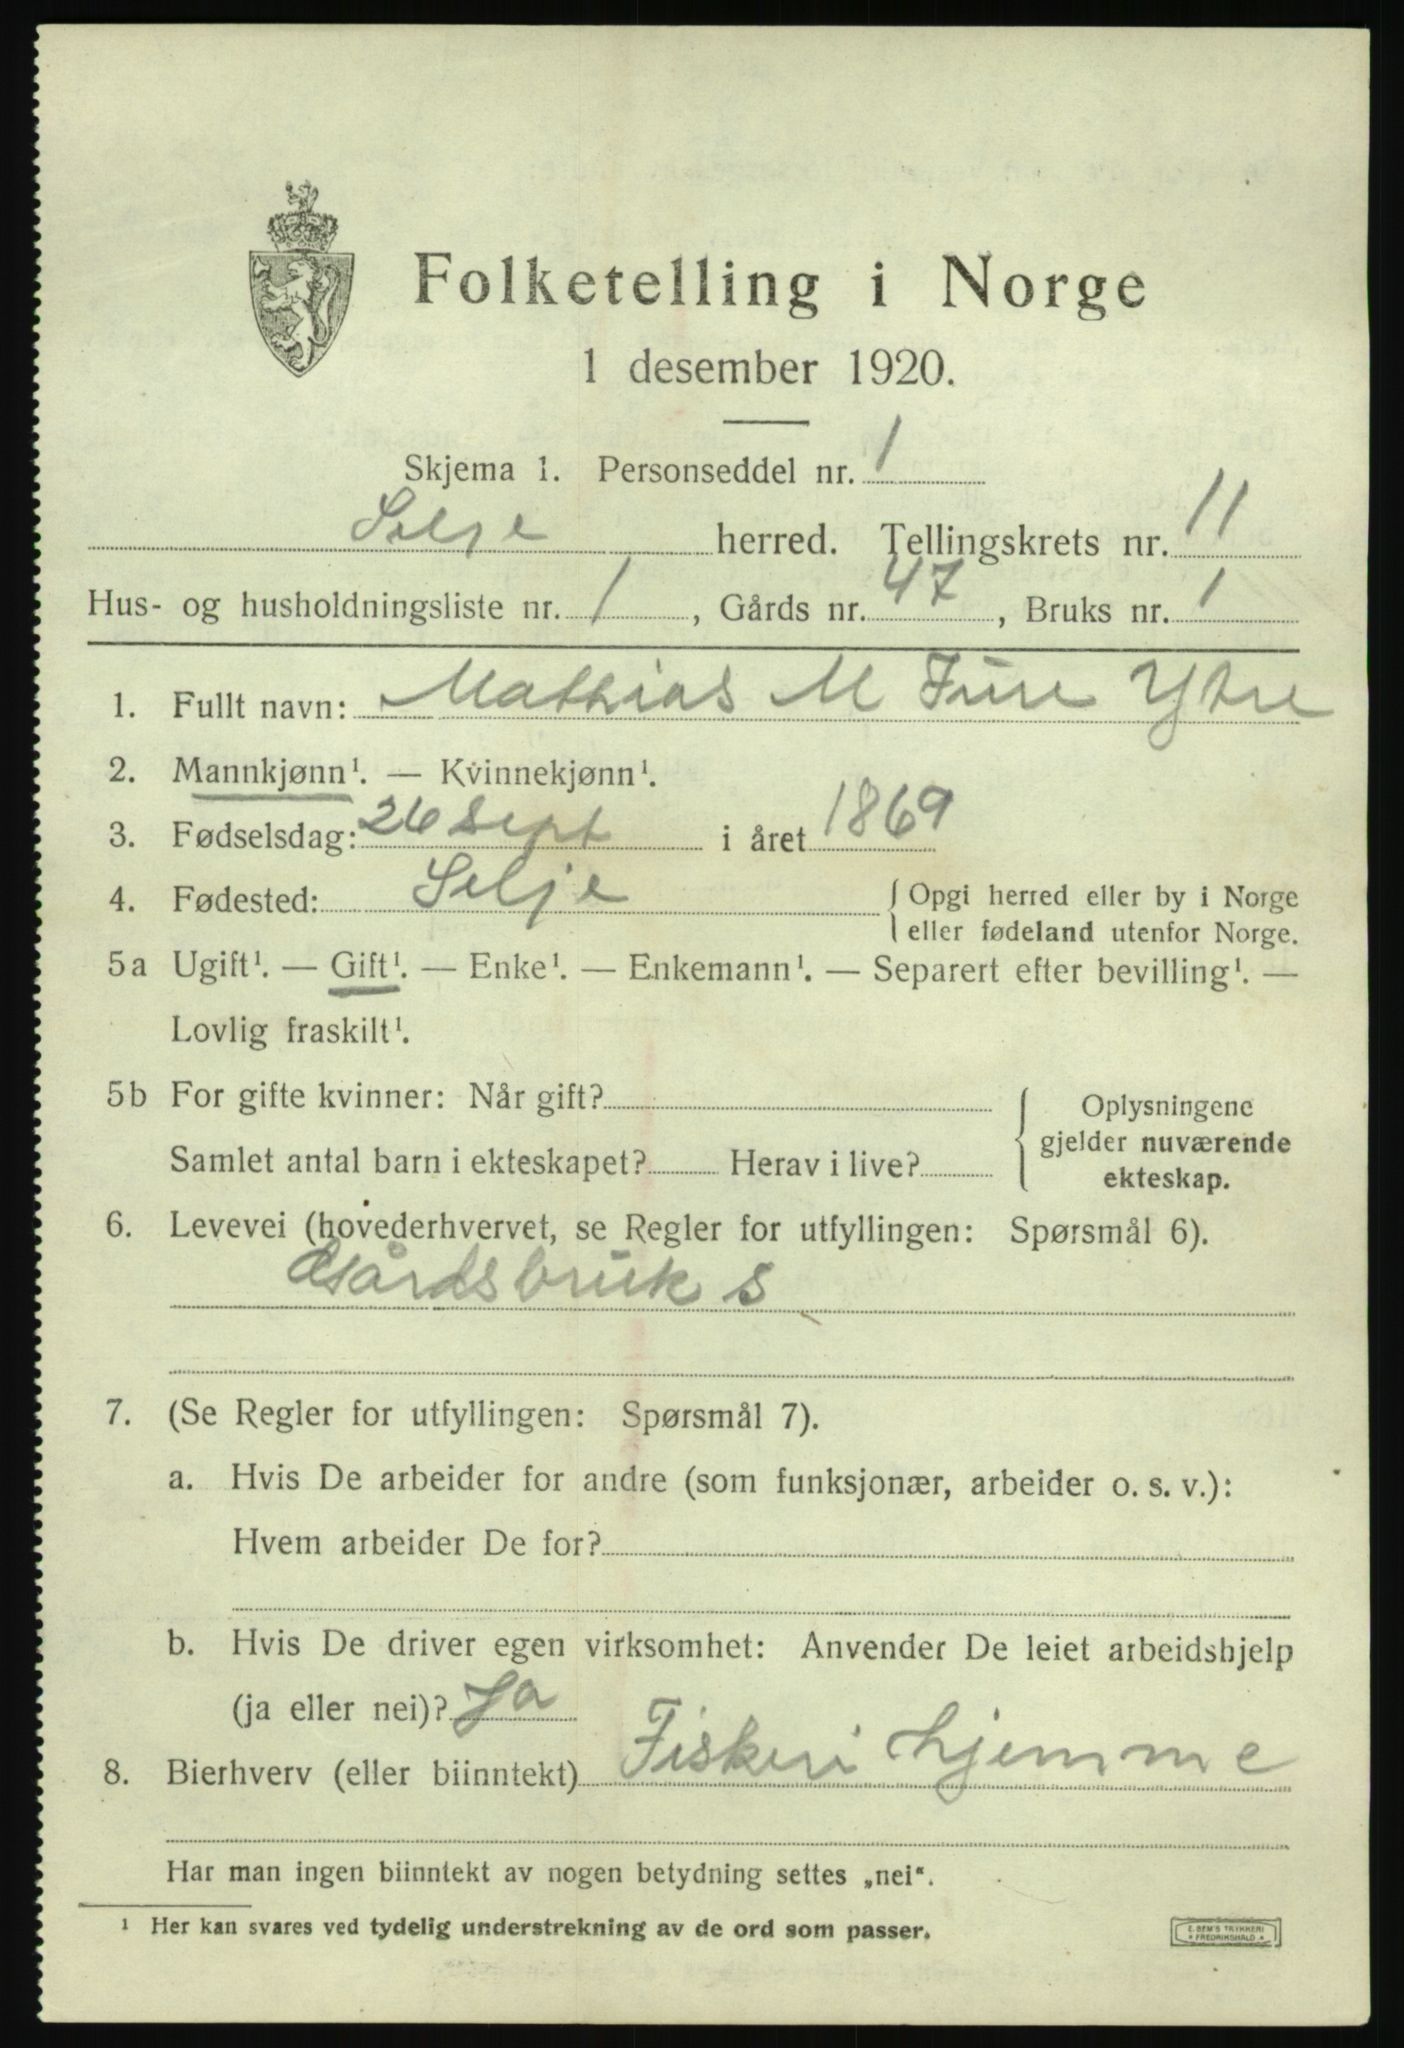 Folketelling i Norge
1 desember 1920.
Skjema 1. Personseddel nr. 1
Selje herred. Tellingskrets nr. 11
Hus- og husholdningsliste nr. 1, Gårds nr. 47, Bruks nr. 1
1. Fullt navn: Mathias M Fure Ytre
2. Mannkjønn¹. — Kvinnekjønn¹.
3. Fødselsdag: 26 Sept i året 1869
4. Fødested: Selje { Opgi herred eller by i Norge
eller fødeland utenfor Norge.
5a Ugift¹. — Gift¹. — Enke¹. — Enkemann¹. — Separert efter bevilling¹. —
Lovlig fraskilt¹.
5b For gifte kvinner: Når gift? { Oplysningene
gjelder nuværende
Samlet antal barn i ekteskapet? Herav i live?
ekteskap.
6. Levevei (hovederhvervet, se Regler for utfyllingen: Spørsmål 6).
Gårdsbruk s
7. (Se Regler for utfyllingen: Spørsmål 7).
a. Hvis De arbeider for andre (som funksjonær, arbeider o. s. v.):
Hvem arbeider De for?
b. Hvis De driver egen virksomhet: Anvender De leiet arbeidshjelp
(ja eller nei)? Ja
8. Bierhverv (eller biinntekt) Fiskeri hjemme
Har man ingen biinntekt av nogen betydning settes „nei“.
¹ Her kan svares ved tydelig understrekning av de ord som passer.
E. SEM'S TRYKKERI
* FREDRIKSHALD *